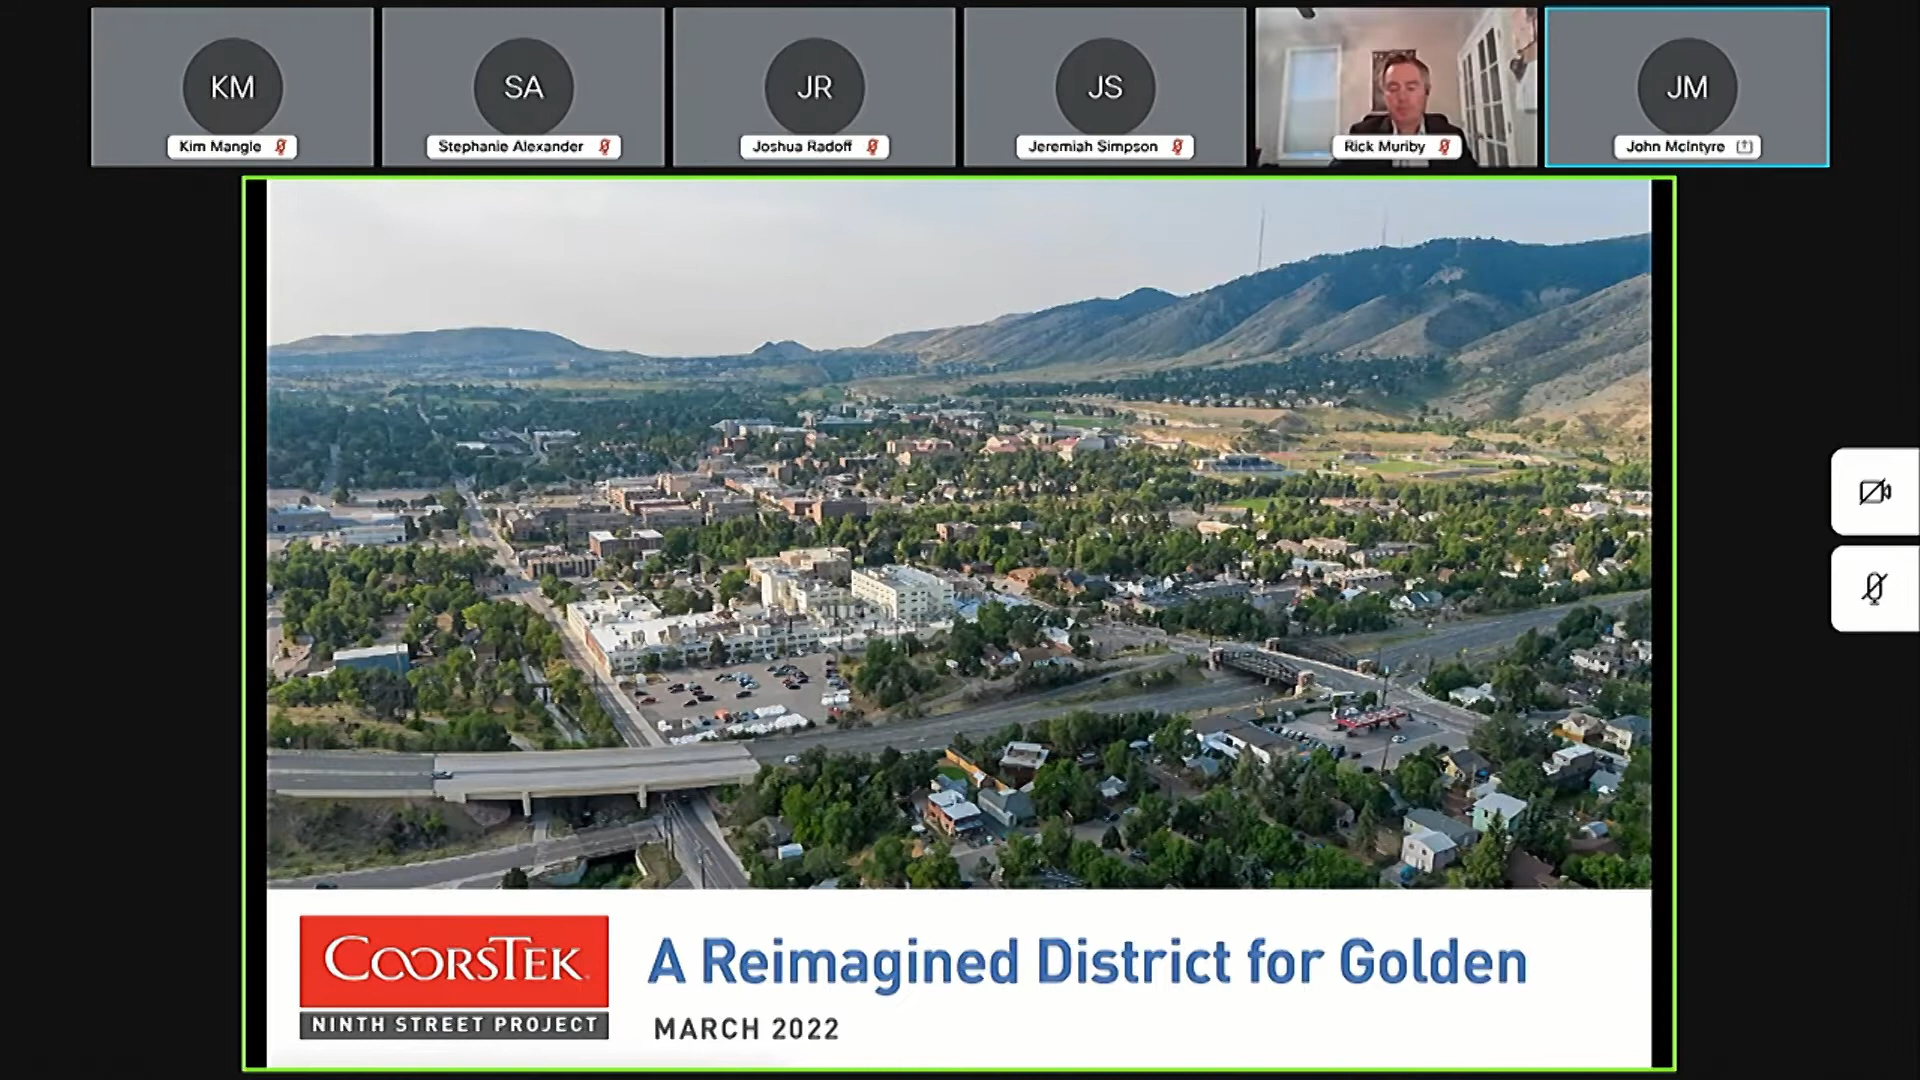 KM
SA
JR
JS
JM
Kim Mangle
Stephanie Alexander
Joshua Radoff
Jeremiah Simpson
Rick Muriby
John McIntyre
COORSTEK
NINTH STREET PROJECT
A Reimagined District for Golden
MARCH 2022